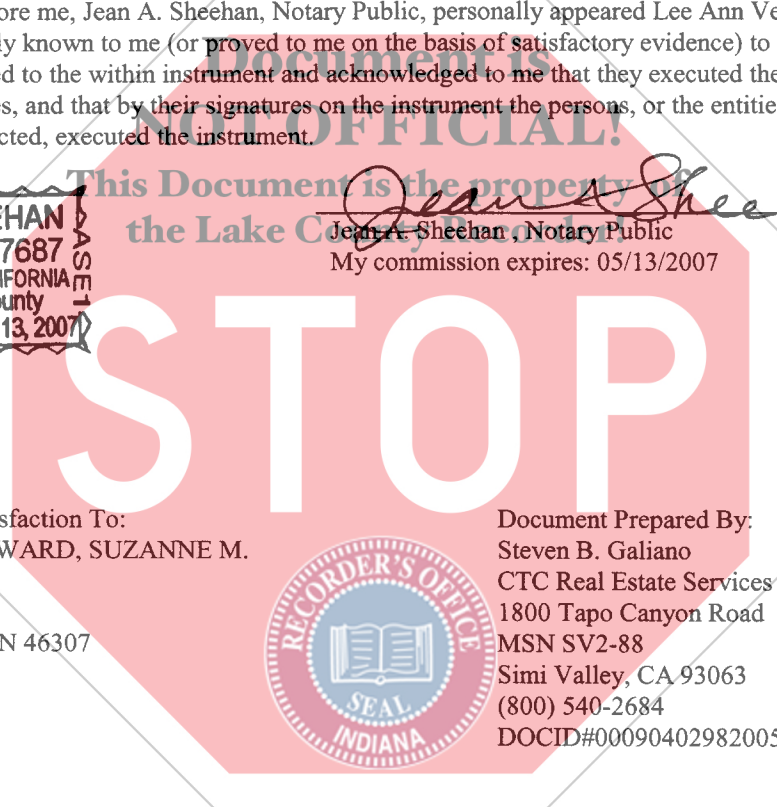 ore me, Jean A. Sheehan, Notary Public, personally appeared Lee Ann Ve
ly known to me (or proved to me on the basis of satisfactory evidence) to
ed to the within instrument and acknowledged to me that they executed the
es, and that by their signatures on the instrument the persons, or the entitie
cted, executed the instrument.
Document is
NOT OFFICIAL!
This Document is the property of
the Lake County Recorder!
EHAN
7687
IFORNIA
ounty
13, 2007
ASE1
Jean A Shee
Jean A. Sheehan , Notary Public
My commission expires: 05/13/2007
STOP
sfaction To:
WARD, SUZANNE M.
N 46307
Document Prepared By:
Steven B. Galiano
CTC Real Estate Services
1800 Tapo Canyon Road
MSN SV2-88
Simi Valley, CA 93063
(800) 540-2684
DOCID#00090402982005
RECORDER'S OFFICE
SEAL
INDIANA